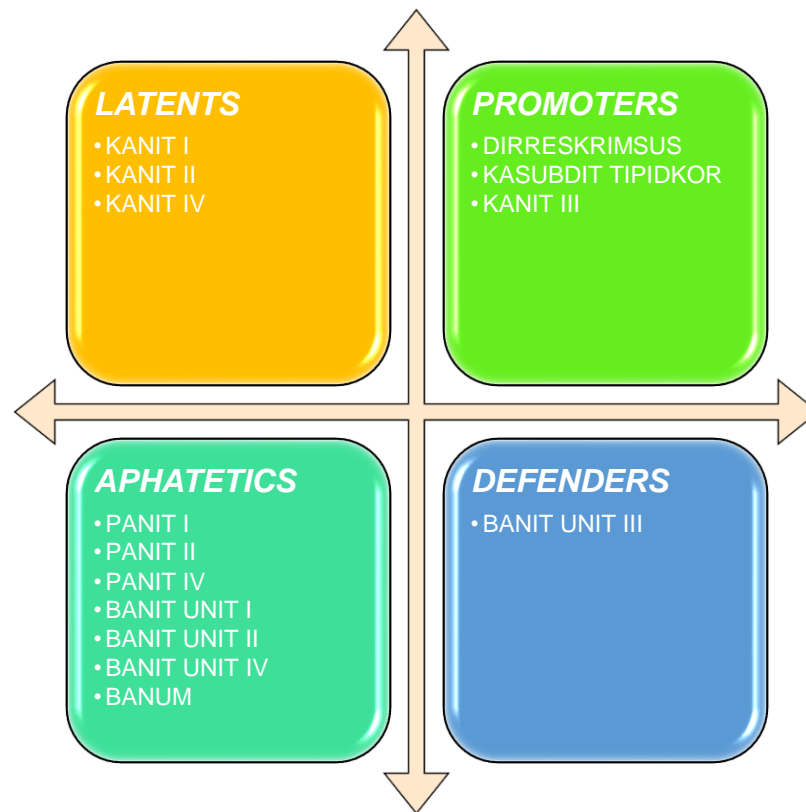 LATENTS
• KANIT I
• KANIT II
• KANIT IV
PROMOTERS
• DIRRESKRIMSUS
• KASUBDIT TIPIDKOR
• KANIT III
APHATETICS
• PANIT I
• PANIT II
• PANIT IV
• BANIT UNIT I
• BANIT UNIT II
• BANIT UNIT IV
• BANUM
DEFENDERS
• BANIT UNIT III